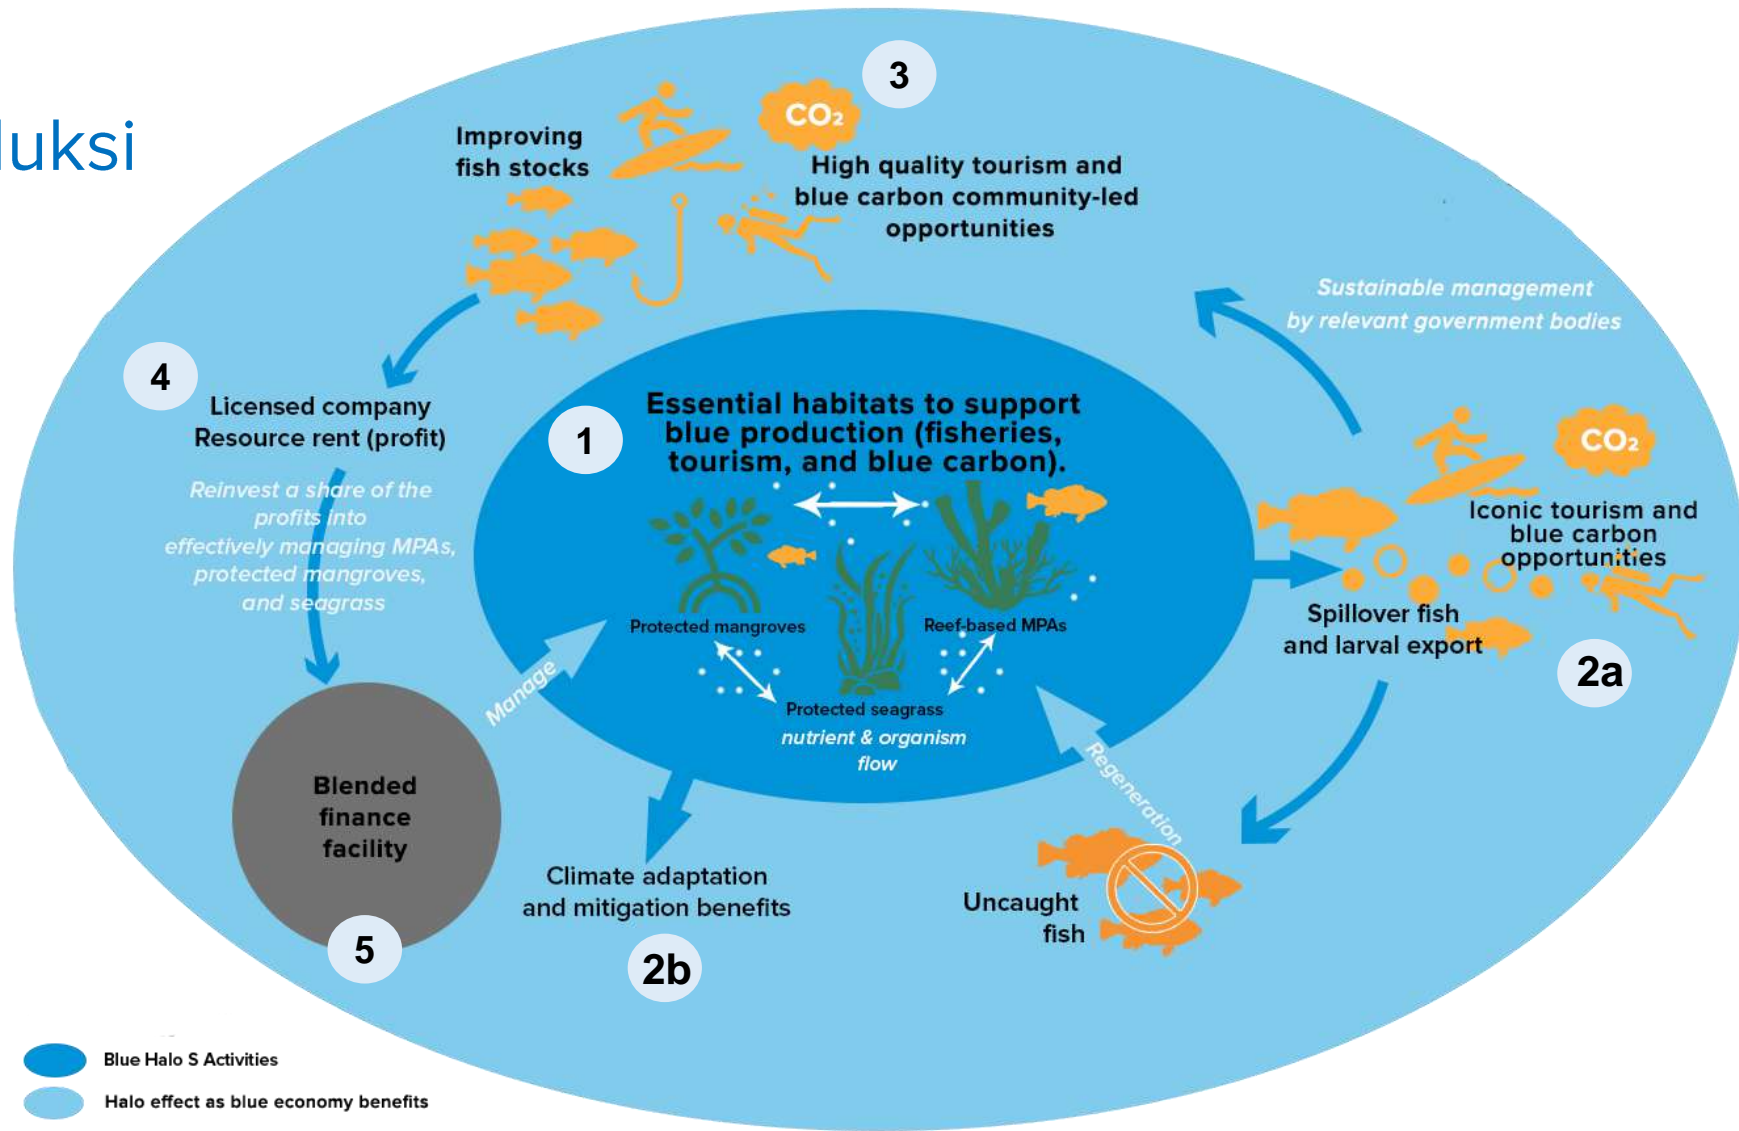 luksi
3
CO₂
Improving
fish stocks
High quality tourism and
blue carbon community-led
opportunities
Sustainable management
by relevant government bodies
4
Licensed company
Resource rent (profit)
Reinvest a share of the
profits into
effectively managing MPAs,
protected mangroves,
and seagrass
1
Essential habitats to support
blue production (fisheries,
tourism, and blue carbon).
CO₂
Iconic tourism and
blue carbon
opportunities
Spillover fish
and larval export
2a
Protected mangroves
Reef-based MPAs
Protected seagrass
nutrient & organism
flow
Manage
Regeneration
Blended
finance
facility
5
Climate adaptation
and mitigation benefits
2b
Uncaught
fish
Blue Halo S Activities
Halo effect as blue economy benefits